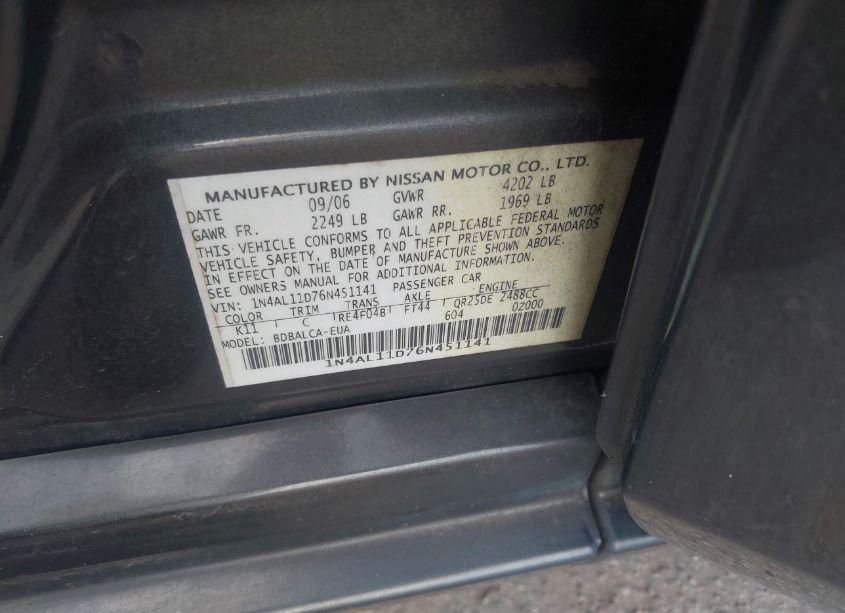 MANUFACTURED BY NISSAN MOTOR CO., LTD.
DATE 09/06 GVWR 4202 LB
GAWR FR. 2249 LB GAWR RR. 1969 LB
THIS VEHICLE CONFORMS TO ALL APPLICABLE FEDERAL MOTOR
VEHICLE SAFETY, BUMPER AND THEFT PREVENTION STANDARDS
IN EFFECT ON THE DATE OF MANUFACTURE SHOWN ABOVE.
SEE OWNERS MANUAL FOR ADDITIONAL INFORMATION.
VIN: 1N4AL11D76N451141 PASSENGER CAR
COLOR TRIM TRANS AXLE ENGINE
K11 C RE4F04B FT44 QR25DE 2488CC
MODEL: BDBALCA-EUA 604 0Z000
1N4AL11D76N451141